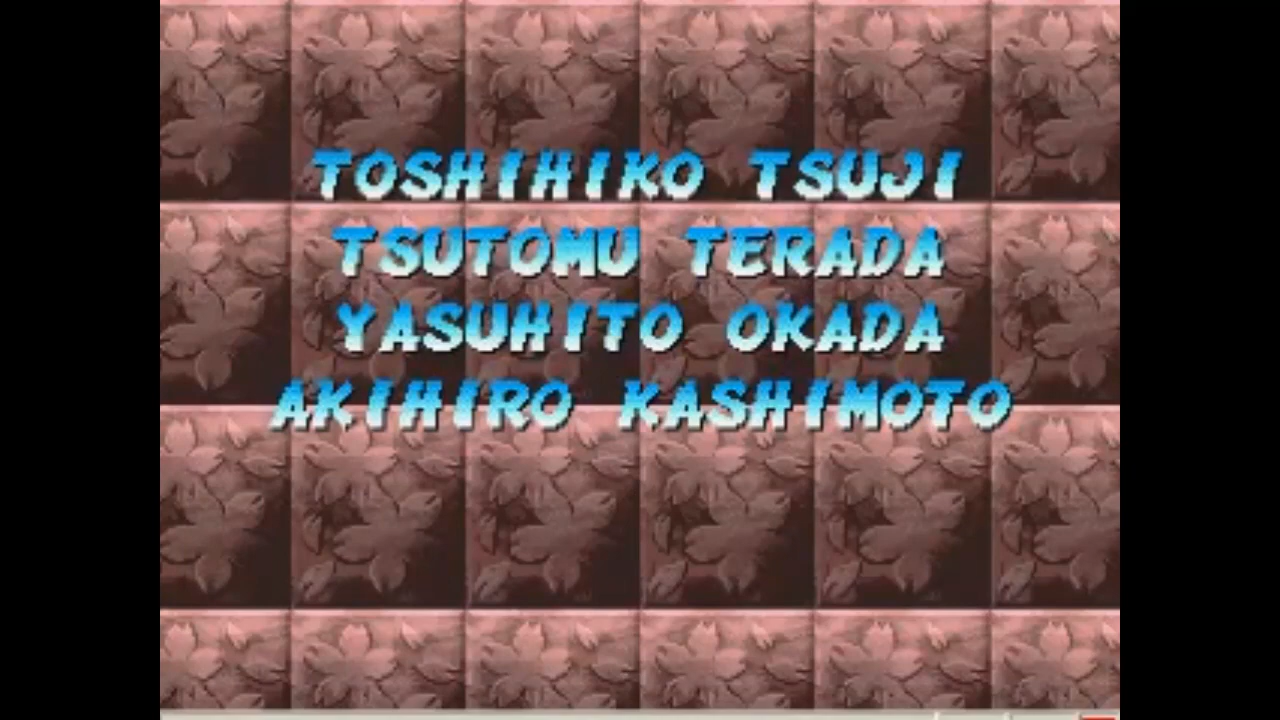 TOSHIHIKO TSUJI
TSUTOMU TERADA
YASUHITO OKADA
AKIHIRO KASHIMOTO